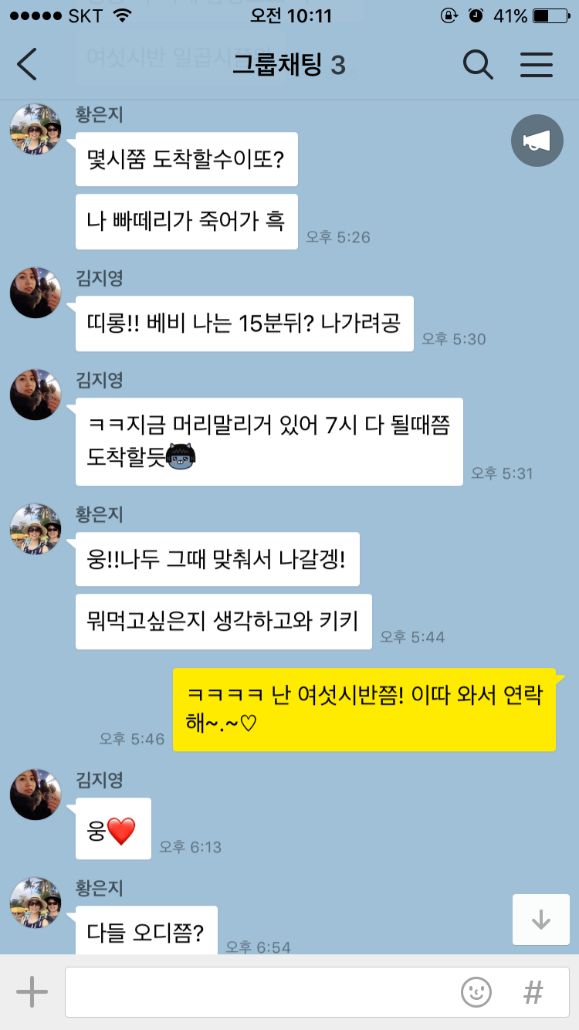 SKT 오전 10:11 41%
여섯시반 일곱시쯤
그룹채팅 3
황은지
몇시쯤 도착할수이또?
나 빠떼리가 죽어가 흑
오후 5:26
김지영
띠롱!! 베비 나는 15분뒤? 나가려공
오후 5:30
김지영
ㅋㅋ지금 머리말리거 있어 7시 다 될때쯤
도착할듯
오후 5:31
황은지
웅!!나두 그때 맞춰서 나갈겡!
뭐먹고싶은지 생각하고와 키키
오후 5:44
ㅋㅋㅋㅋ 난 여섯시반쯤! 이따 와서 연락
해~.~♡
오후 5:46
김지영
웅❤️
오후 6:13
황은지
다들 오디쯤?
오후 6:54
#